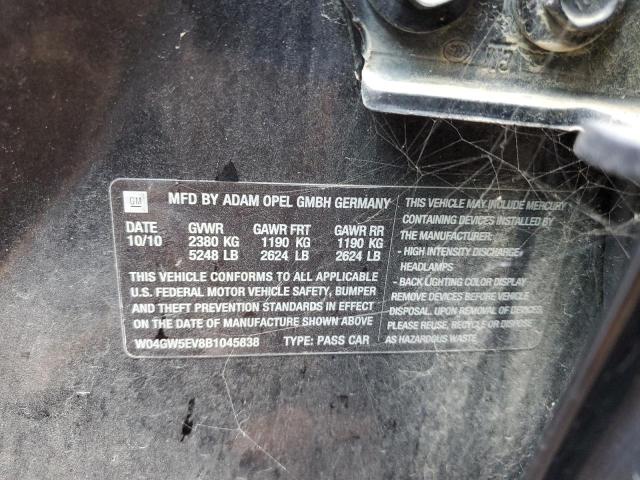 GM
MFD BY ADAM OPEL GMBH GERMANY
DATE GVWR GAWR FRT GAWR RR
10/10 2380 KG 1190 KG 1190 KG
5248 LB 2624 LB 2624 LB
THIS VEHICLE CONFORMS TO ALL APPLICABLE
U.S. FEDERAL MOTOR VEHICLE SAFETY, BUMPER
AND THEFT PREVENTION STANDARDS IN EFFECT
ON THE DATE OF MANUFACTURE SHOWN ABOVE
W04GW5EV8B1045638 TYPE: PASS CAR
THIS VEHICLE MAY INCLUDE MERCURY
CONTAINING DEVICES INSTALLED BY
THE MANUFACTURER:
- HIGH INTENSITY DISCHARGE
HEADLAMPS
- BACK LIGHTING COLOR DISPLAY
REMOVE DEVICES BEFORE VEHICLE
DISPOSAL. UPON REMOVAL OF DEVICES
PLEASE REUSE, RECYCLE OR DISPOSE
AS HAZARDOUS WASTE.